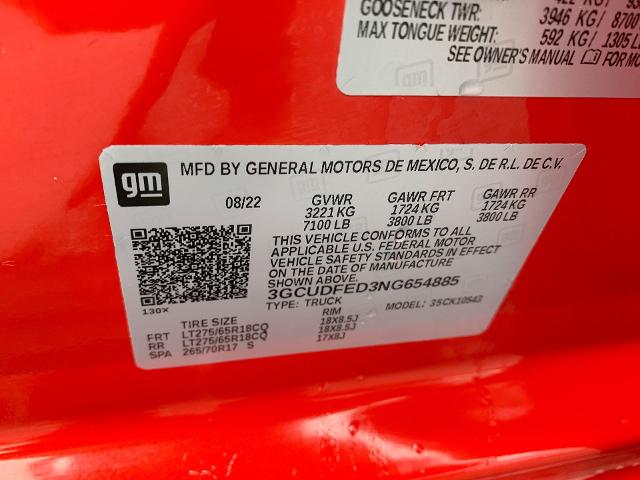 GOOSENECK TWR: 3946 KG/ 870
MAX TONGUE WEIGHT: 592 KG/ 1305
SEE OWNER'S MANUAL FOR MO
gm
MFD BY GENERAL MOTORS DE MEXICO, S. DE R.L. DE C.V.
08/22 GVWR GAWR FRT GAWR RR
3221 KG 1724 KG 1724 KG
7100 LB 3800 LB 3800 LB
THIS VEHICLE CONFORMS TO ALL
APPLICABLE U.S. FEDERAL MOTOR
VEHICLE SAFETY STANDARDS IN EFFECT
ON THE DATE OF MANUFACTURE
SHOWN ABOVE.
3GCUDFED3NG654885
TYPE: TRUCK MODEL: 35CK10543
130X
TIRE SIZE RIM
FRT LT275/65R18CQ 18X8.5J
RR LT275/65R18CQ 18X8.5J
SPA 265/70R17 S 17X8J